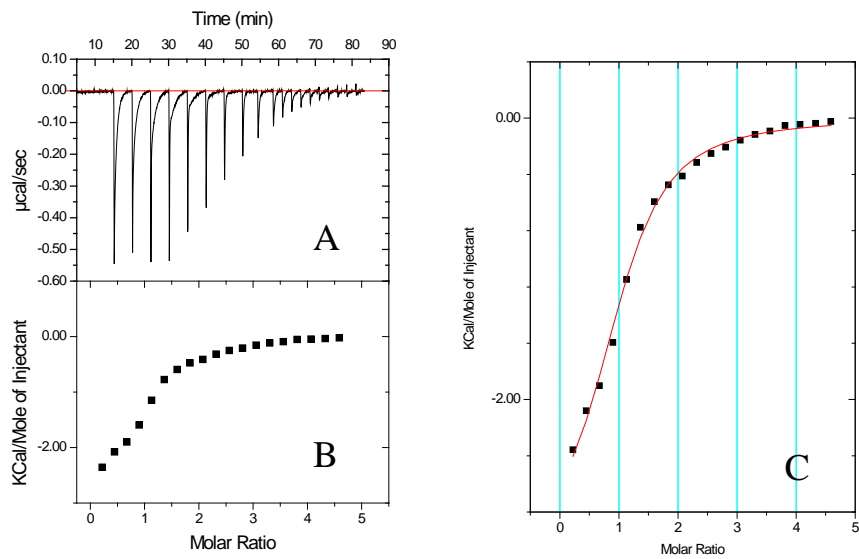 Time (min)
10 20 30 40 50 60 70 80 90
0.10
0.00
-0.10
-0.20
-0.30
-0.40
-0.50
-0.60
µcal/sec
A
0.00
-2.00
KCal/Mole of Injectant
B
0 1 2 3 4 5
Molar Ratio
0.00
-2.00
KCal/Mole of Injectant
C
0 1 2 3 4 5
Molar Ratio